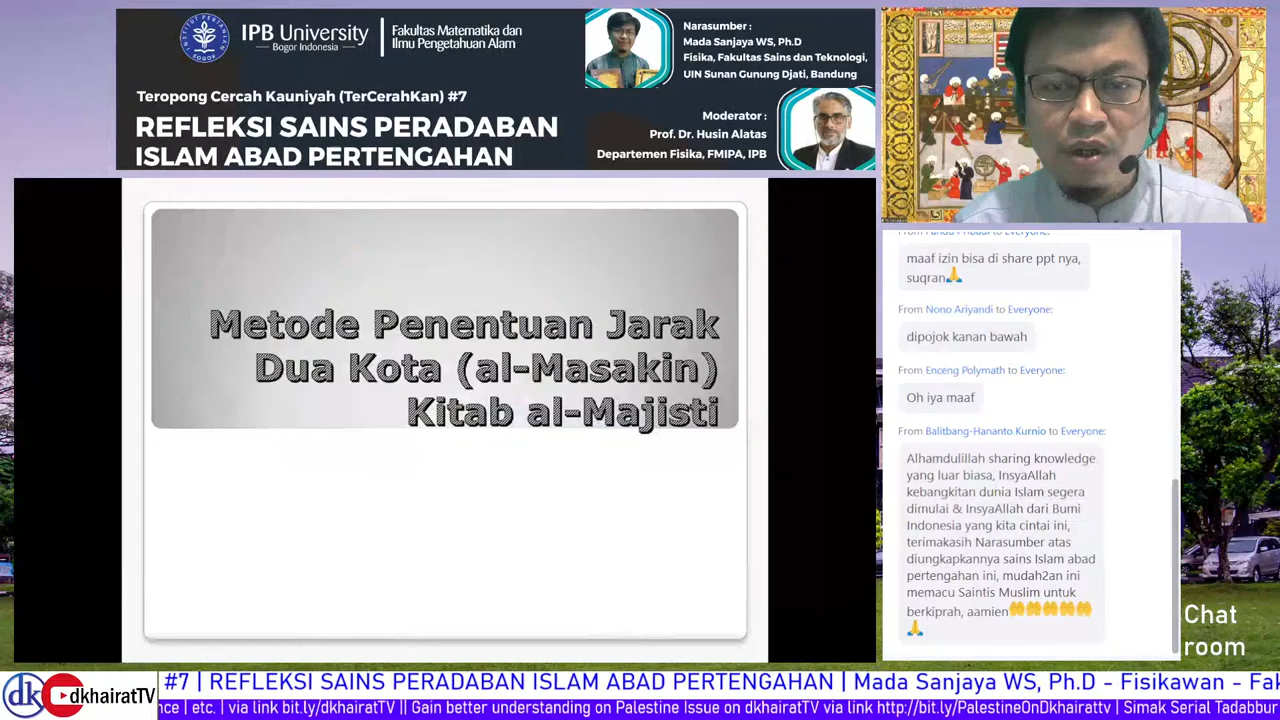 IPB University
Bogor Indonesia
Fakultas Matematika dan
Ilmu Pengetahuan Alam
Teropong Cercah Kauniyah (TerCerahKan) #7
REFLEKSI SAINS PERADABAN
ISLAM ABAD PERTENGAHAN
Narasumber :
Mada Sanjaya WS, Ph.D
Fisika, Fakultas Sains dan Teknologi,
UIN Sunan Gunung Djati, Bandung
Moderator :
Prof. Dr. Husin Alatas
Departemen Fisika, FMIPA, IPB
Metode Penentuan Jarak
Dua Kota (al-Masakin)
Kitab al-Majisti
to Everyone:
maaf izin bisa di share ppt nya,
suqran🙏
From Nono Ariyandi to Everyone:
dipojok kanan bawah
From Enceng Polymath to Everyone:
Oh iya maaf
From Balitbang-Hananto Kurnio to Everyone:
Alhamdulillah sharing knowledge
yang luar biasa, InsyaAllah
kebangkitan dunia Islam segera
dimulai & InsyaAllah dari Bumi
Indonesia yang kita cintai ini,
terimakasih Narasumber atas
diungkapkannya sains Islam abad
pertengahan ini, mudah2an ini
memacu Saintis Muslim untuk
berkiprah, aamien🤲🤲🤲🤲🤲
🙏
Chat
room
dk dkhairatTV
#7 | REFLEKSI SAINS PERADABAN ISLAM ABAD PERTENGAHAN | Mada Sanjaya WS, Ph.D - Fisikawan - Fak
nce | etc. | via link bit.ly/dkhairatTV || Gain better understanding on Palestine Issue on dkhairatTV via link http://bit.ly/PalestineOnDkhairattv | Simak Serial Tadabbur